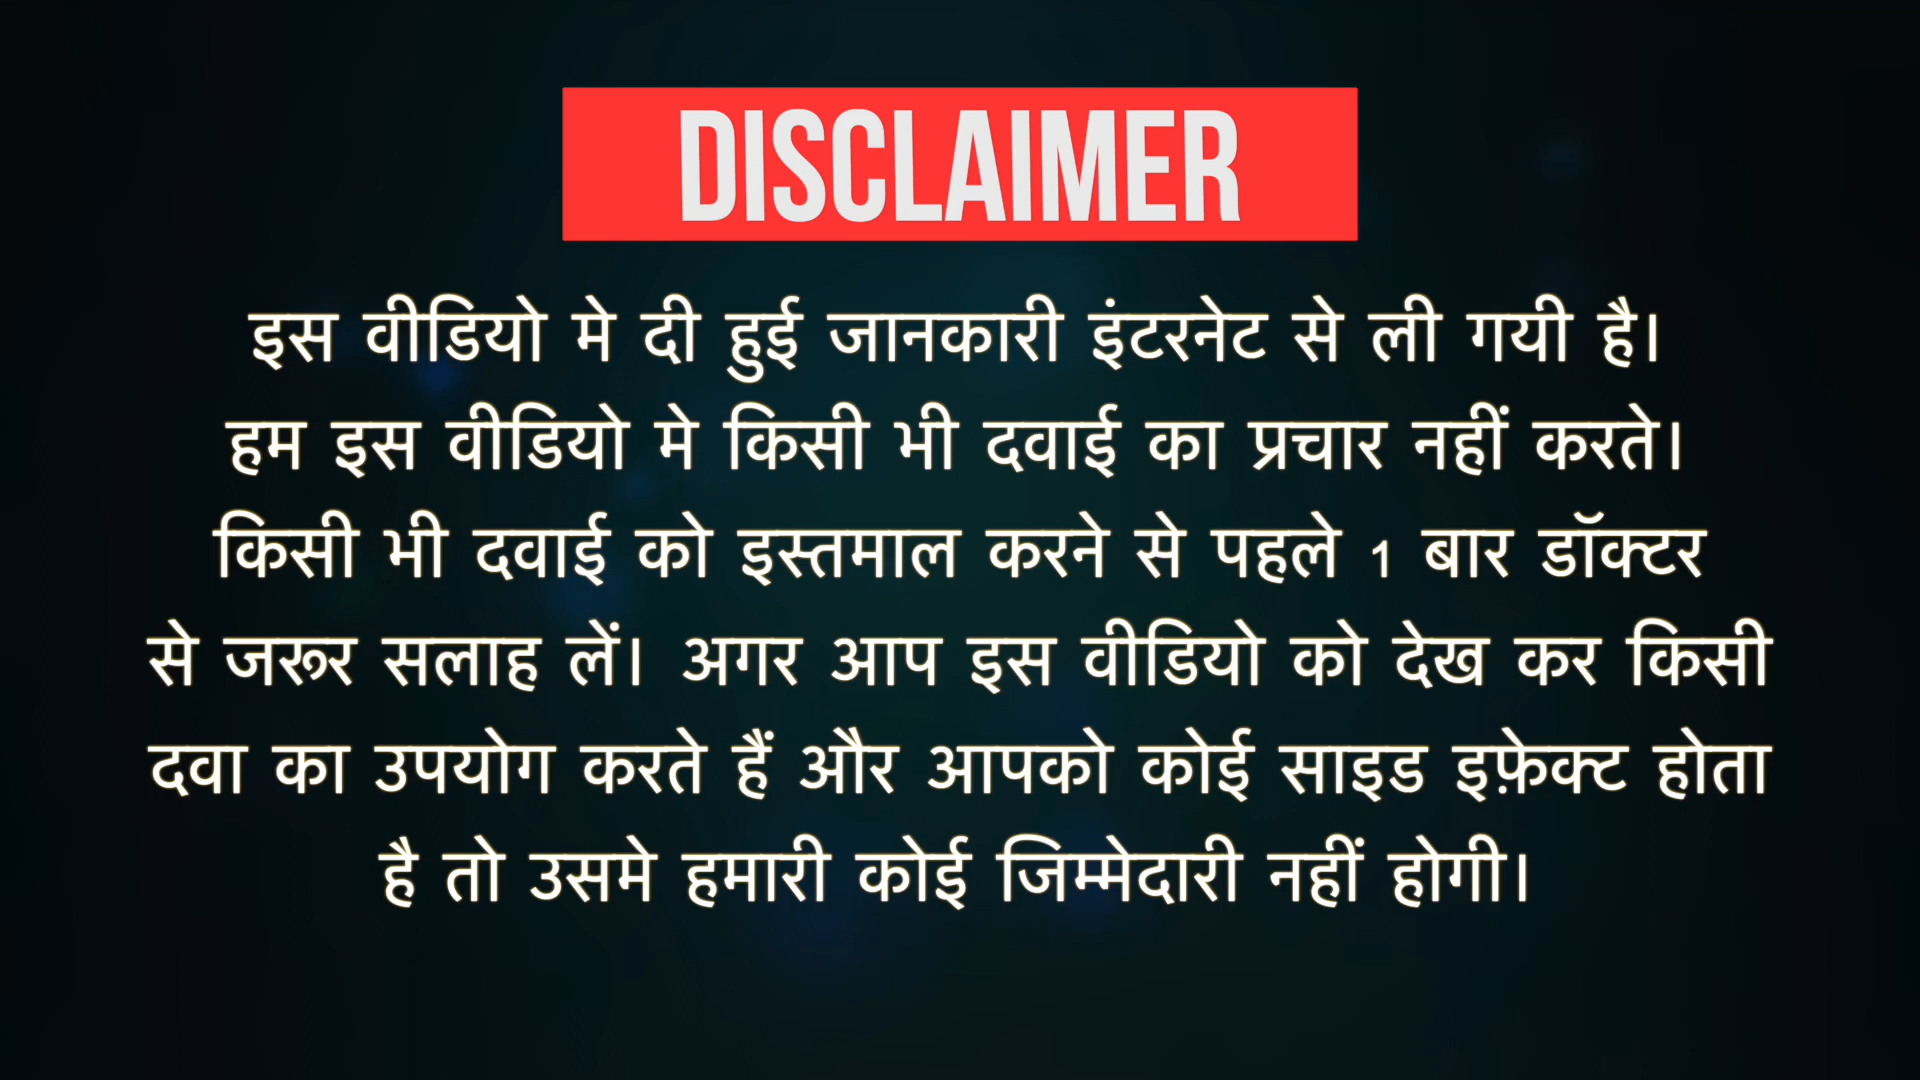 DISCLAIMER
इस वीडियो मे दी हुई जानकारी इंटरनेट से ली गयी है।
हम इस वीडियो मे किसी भी दवाई का प्रचार नहीं करते।
किसी भी दवाई को इस्तमाल करने से पहले 1 बार डॉक्टर
से जरूर सलाह लें। अगर आप इस वीडियो को देख कर किसी
दवा का उपयोग करते हैं और आपको कोई साइड इफ़ेक्ट होता
है तो उसमे हमारी कोई जिम्मेदारी नहीं होगी।